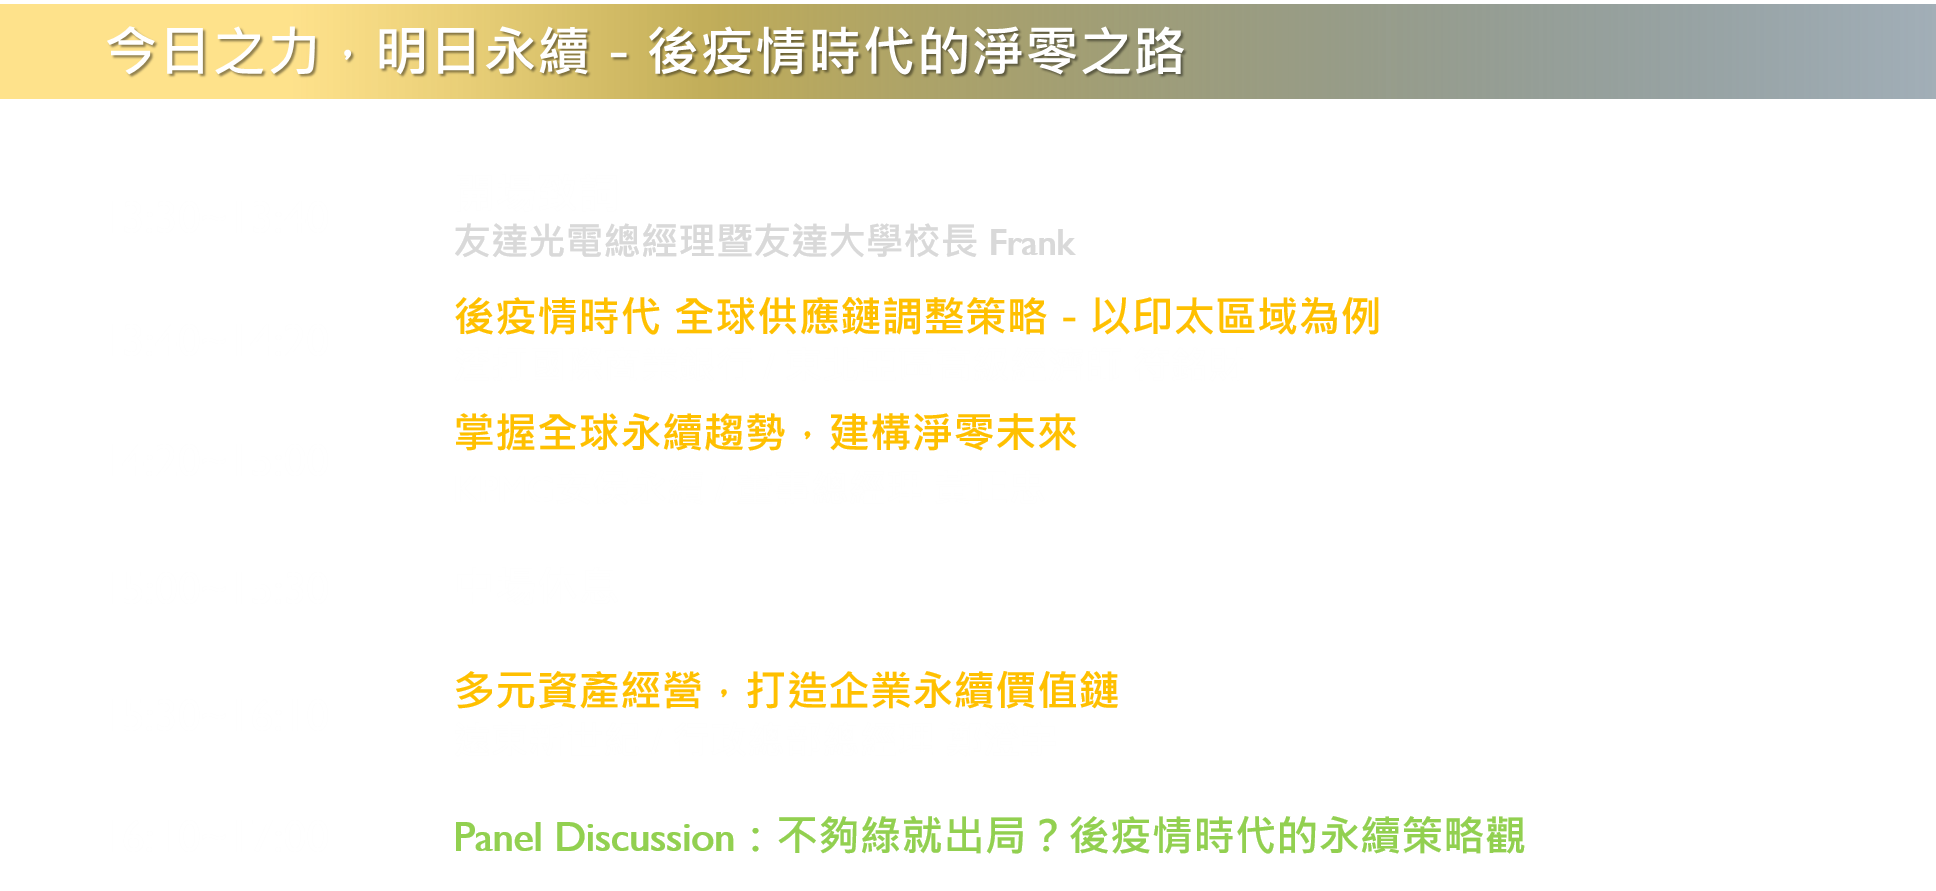 今日之力，明日永續 - 後疫情時代的淨零之路
友達光電總經理暨友達大學校長 Frank
後疫情時代 全球供應鏈調整策略 - 以印太區域為例
掌握全球永續趨勢，建構淨零未來
多元資產經營，打造企業永續價值鏈
Panel Discussion：不夠綠就出局？後疫情時代的永續策略觀